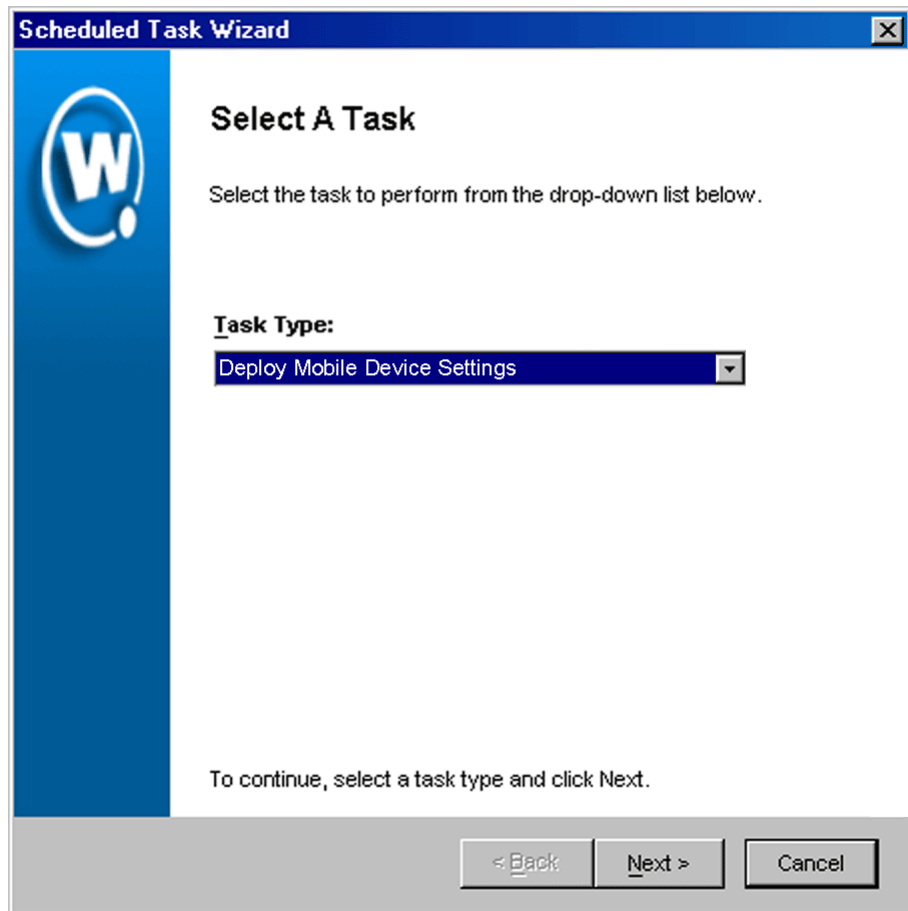 Scheduled Task Wizard
W
Select A Task
Select the task to perform from the drop-down list below.
Task Type:
Deploy Mobile Device Settings
To continue, select a task type and click Next.
< Back
Next >
Cancel